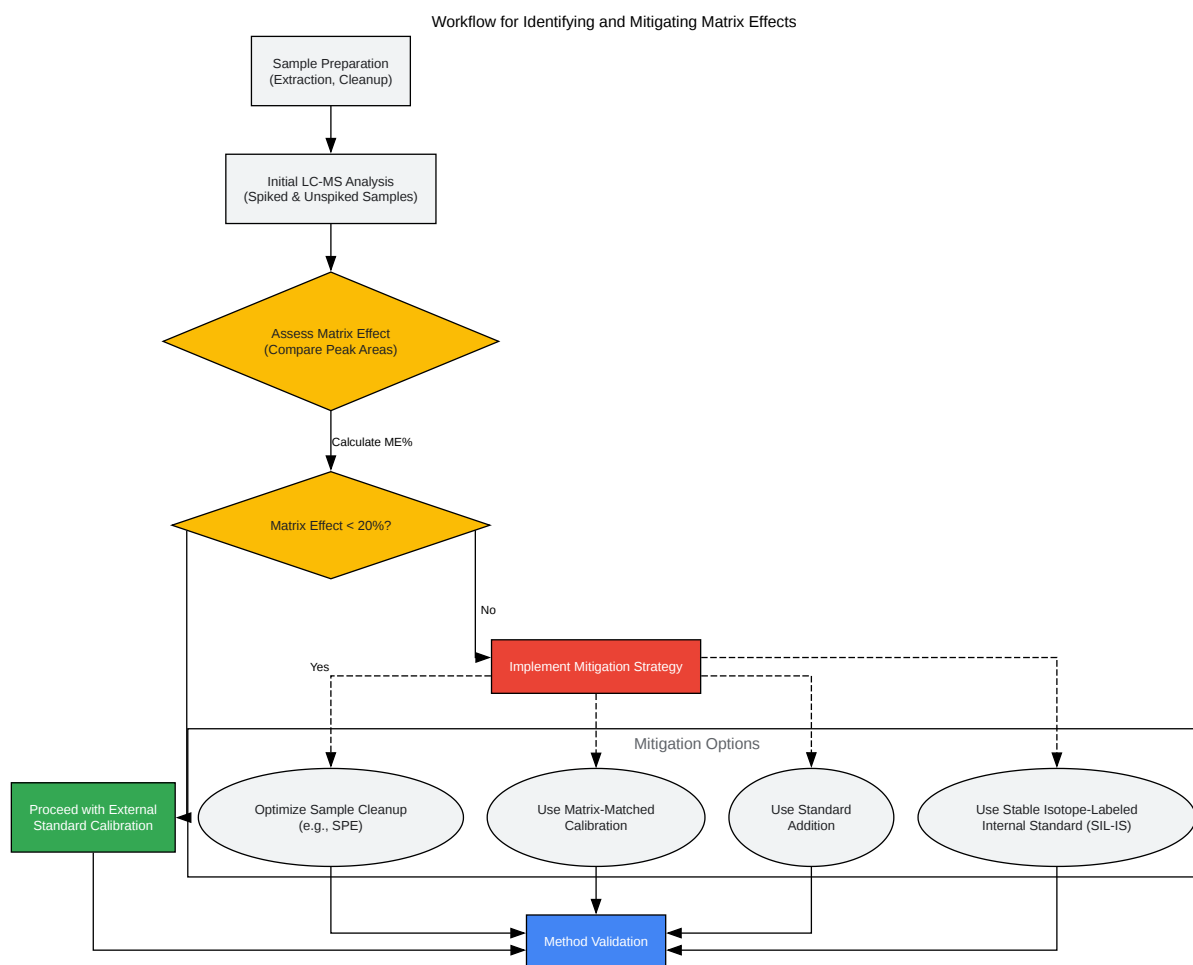 Workflow for Identifying and Mitigating Matrix Effects
Sample Preparation
(Extraction, Cleanup)
Initial LC-MS Analysis
(Spiked & Unspiked Samples)
Assess Matrix Effect
(Compare Peak Areas)
Calculate ME%
Matrix Effect < 20%?
No
Yes
Implement Mitigation Strategy
Mitigation Options
Proceed with External
Standard Calibration
Optimize Sample Cleanup
(e.g., SPE)
Use Matrix-Matched
Calibration
Use Standard
Addition
Use Stable Isotope-Labeled
Internal Standard (SIL-IS)
Method Validation